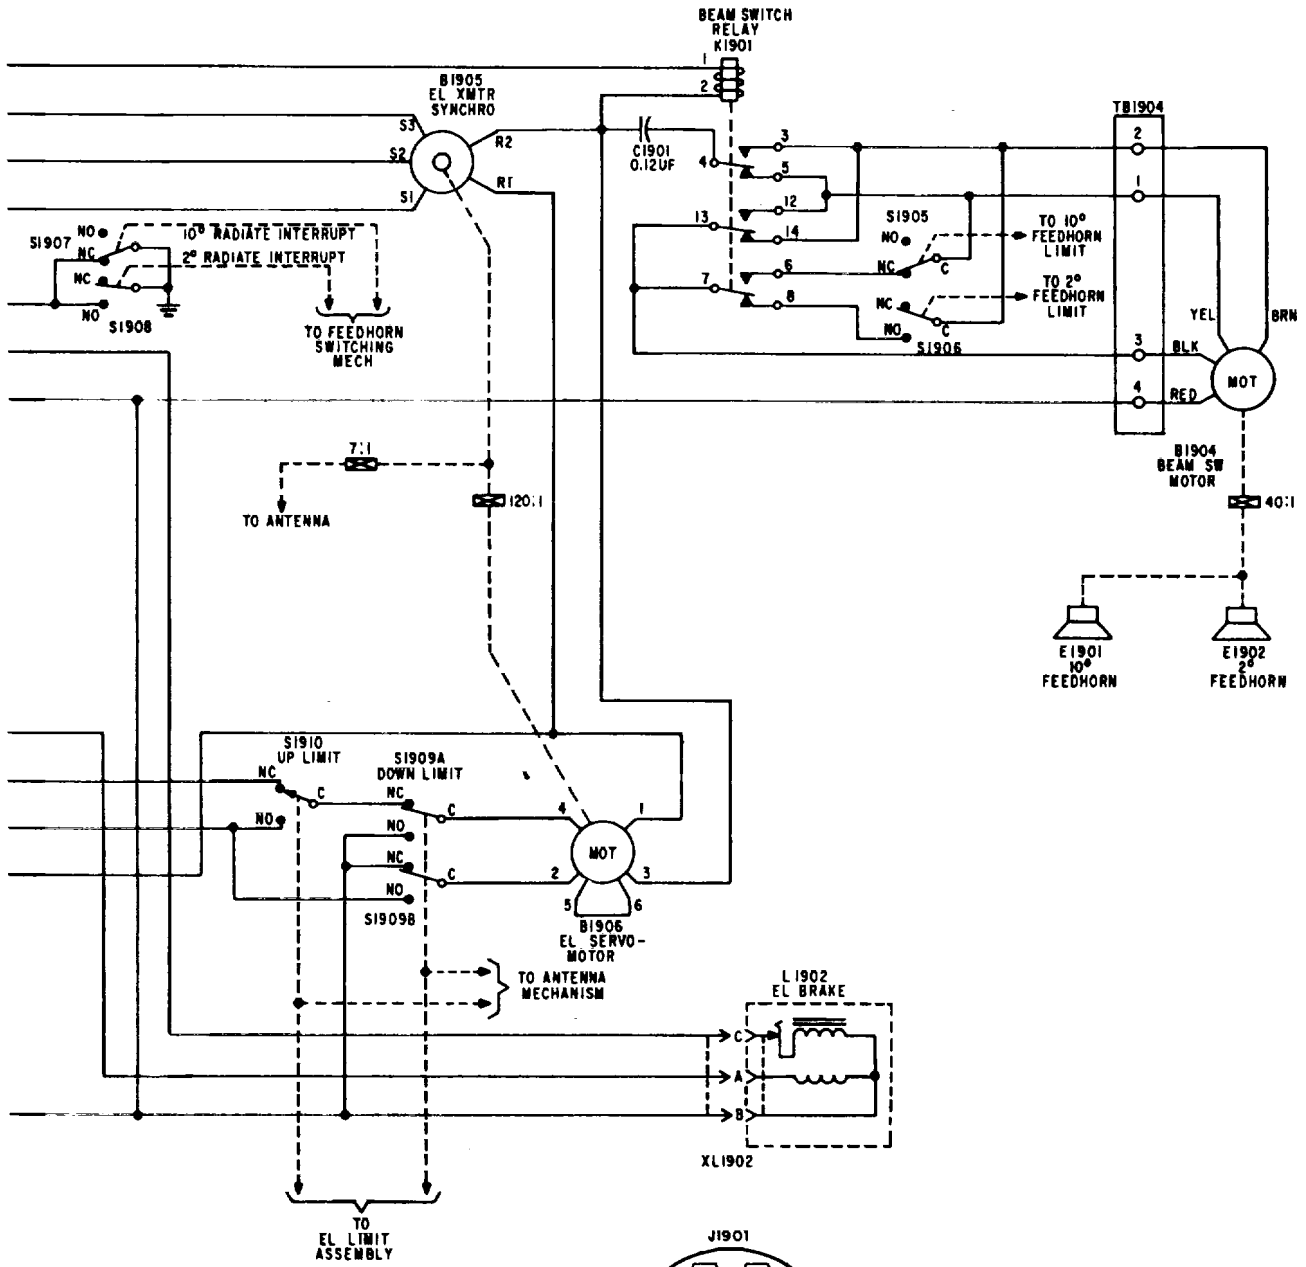 BEAM SWITCH
RELAY
K1901
1
2
B1905
EL XMTR
SYNCHRO
S3
S2
S1
R2
R1
C1901
0.12UF
3
4
5
12
13
14
6
7
8
S1905
NO
NC
C
TO 10°
FEEDHORN
LIMIT
NC
NO
C
S1906
TO 2°
FEEDHORN
LIMIT
TB1904
2
1
3
4
YEL
BRN
BLK
RED
MOT
B1904
BEAM SW
MOTOR
40:1
E1901
10°
FEEDHORN
E1902
2°
FEEDHORN
S1907
NO
NC
10° RADIATE INTERRUPT
NC
2° RADIATE INTERRUPT
NO
S1908
TO FEEDHORN
SWITCHING
MECH
7:1
120:1
TO ANTENNA
S1910
UP LIMIT
NC
C
NO
S1909A
DOWN LIMIT
NC
C
NO
NC
C
NO
S1909B
4
1
2
3
5
6
MOT
B1906
EL SERVO-
MOTOR
TO ANTENNA
MECHANISM
L1902
EL BRAKE
C
A
B
XL1902
TO
EL LIMIT
ASSEMBLY
J1901